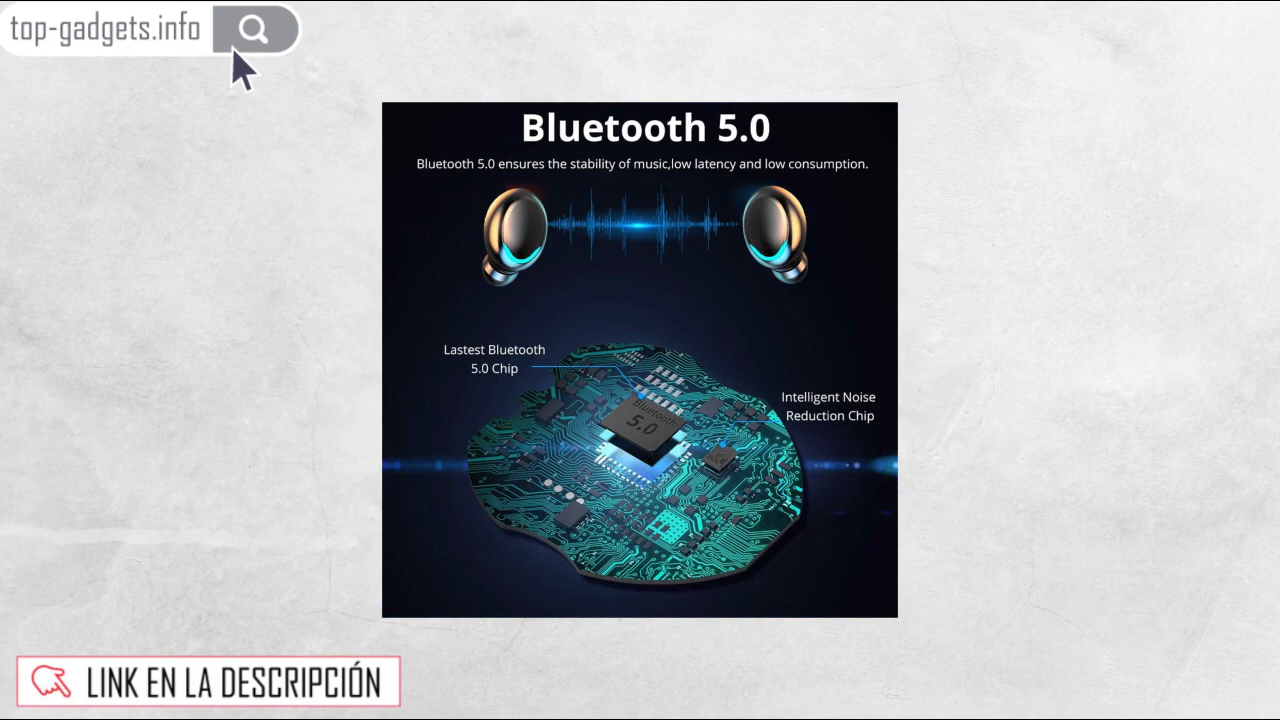 top-gadgets.info
Bluetooth 5.0
Bluetooth 5.0 ensures the stability of music,low latency and low consumption.
Lastest Bluetooth
5.0 Chip
Intelligent Noise
Reduction Chip
Bluetooth
5.0
LINK EN LA DESCRIPCIÓN